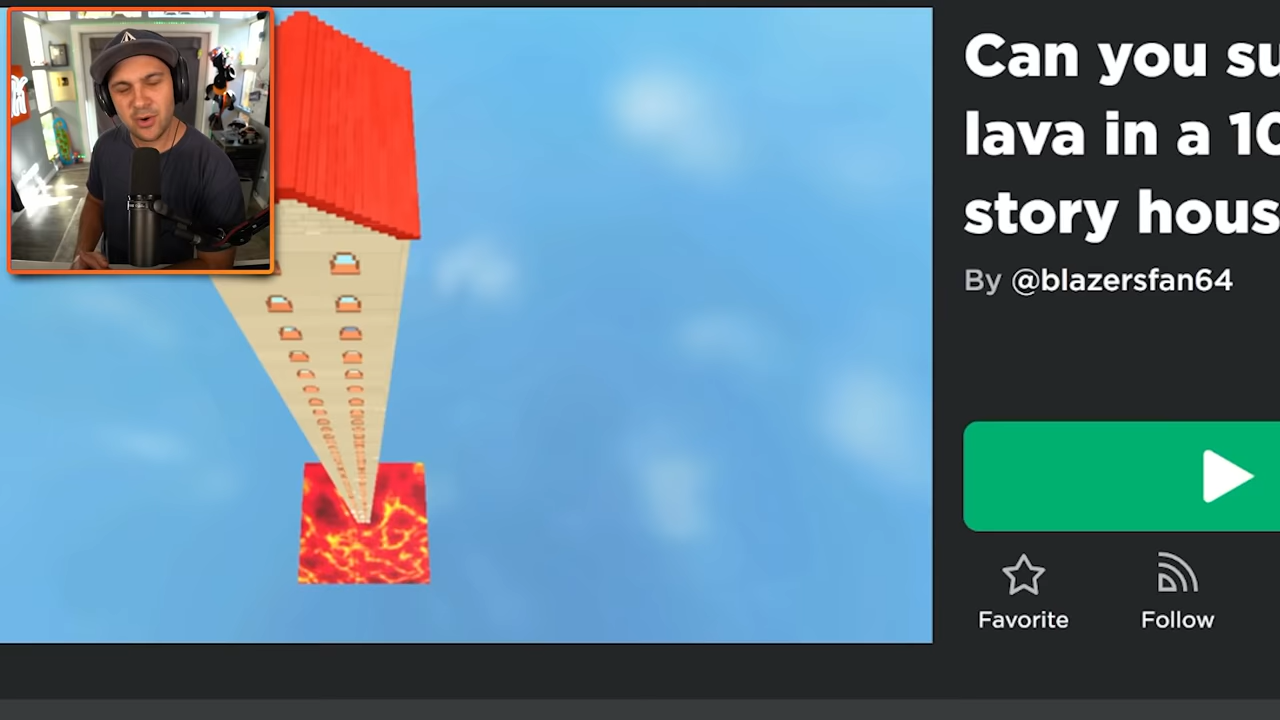 Can you su
lava in a 10
story hous
By @blazersfan64
Favorite
Follow